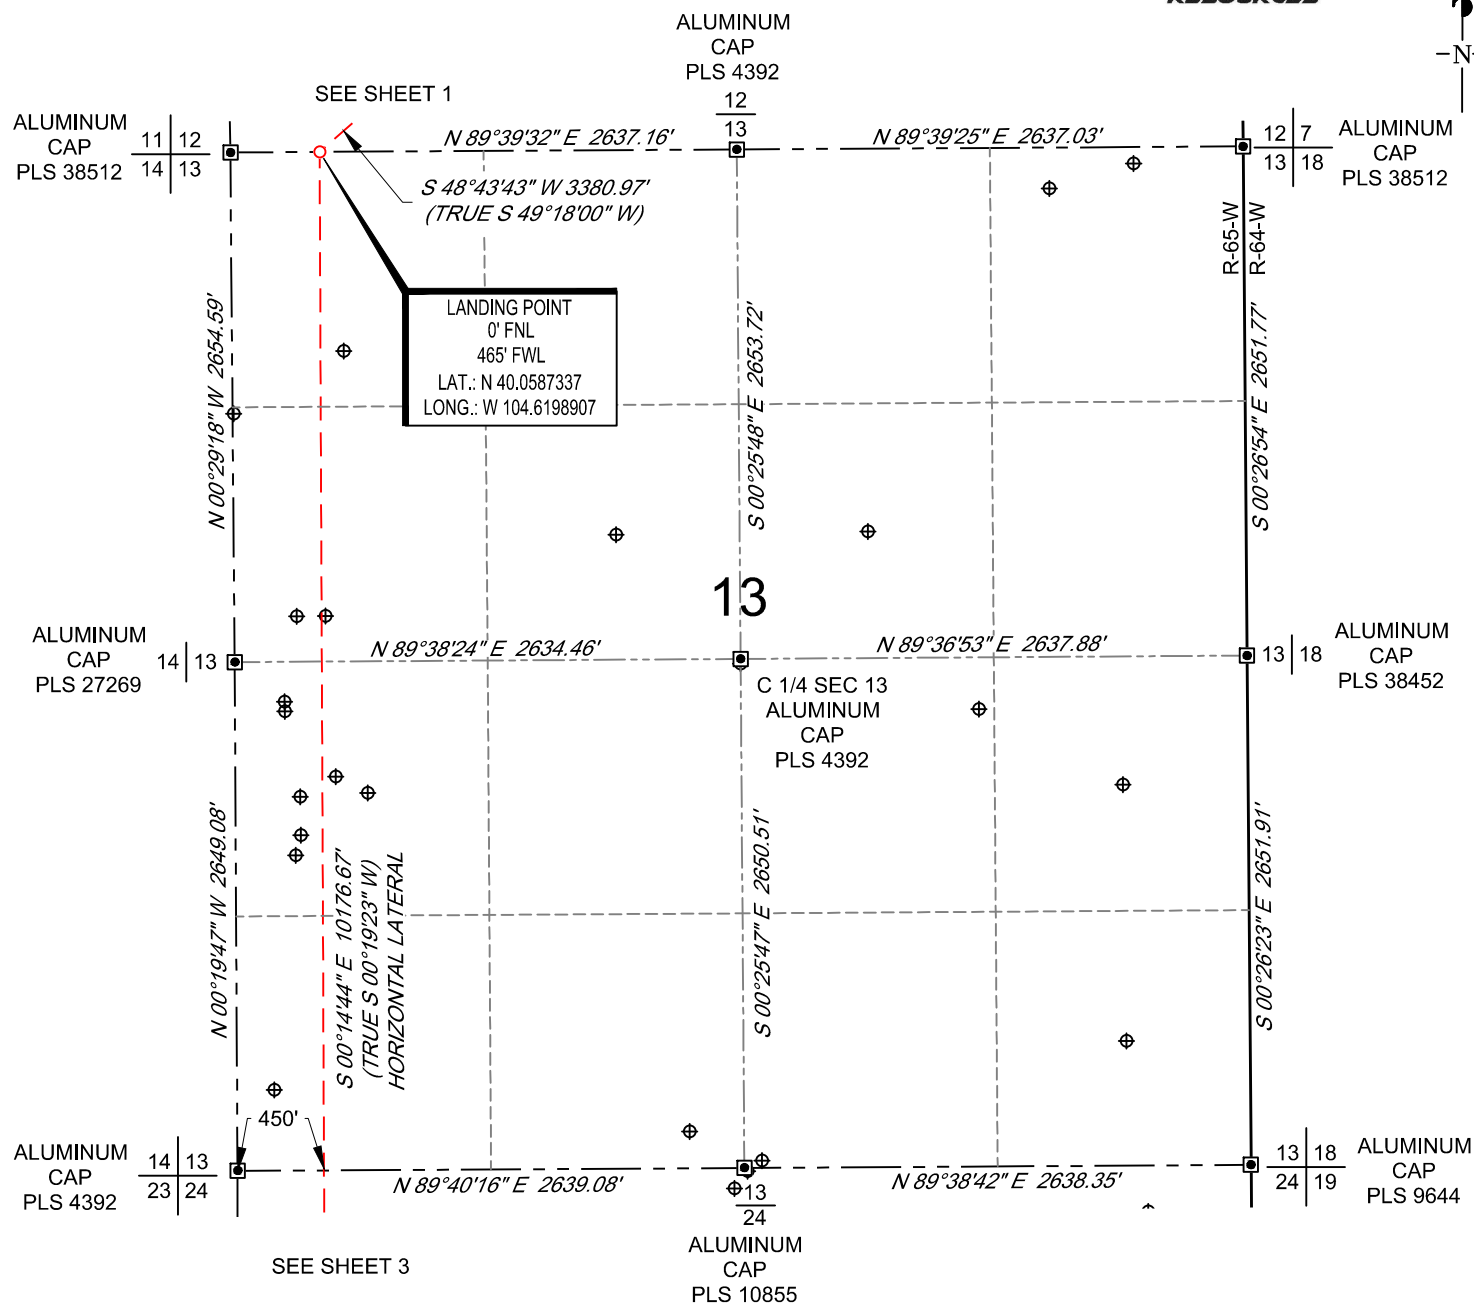 ALUMINUM
CAP
PLS 4392
12
13
-N-
SEE SHEET 1
ALUMINUM
CAP
PLS 38512
11 12
14 13
N 89°39'32" E 2637.16'
N 89°39'25" E 2637.03'
12 7
13 18
ALUMINUM
CAP
PLS 38512
S 48°43'43" W 3380.97'
(TRUE S 49°18'00" W)
R-65-W
R-64-W
LANDING POINT
0' FNL
465' FWL
LAT.: N 40.0587337
LONG.: W 104.6198907
N 00°29'18" W 2654.59'
S 00°25'48" E 2653.72'
S 00°26'54" E 2651.77'
13
ALUMINUM
CAP
PLS 27269
14 13
N 89°38'24" E 2634.46'
N 89°36'53" E 2637.88'
13 18
ALUMINUM
CAP
PLS 38452
C 1/4 SEC 13
ALUMINUM
CAP
PLS 4392
N 00°19'47" W 2649.08'
S 00°14'44" E 10176.67'
(TRUE S 00°19'23" W)
HORIZONTAL LATERAL
S 00°25'47" E 2650.51'
S 00°26'23" E 2651.91'
450'
ALUMINUM
CAP
PLS 4392
14 13
23 24
N 89°40'16" E 2639.08'
N 89°38'42" E 2638.35'
13
24
13 18
24 19
ALUMINUM
CAP
PLS 9644
SEE SHEET 3
ALUMINUM
CAP
PLS 10855